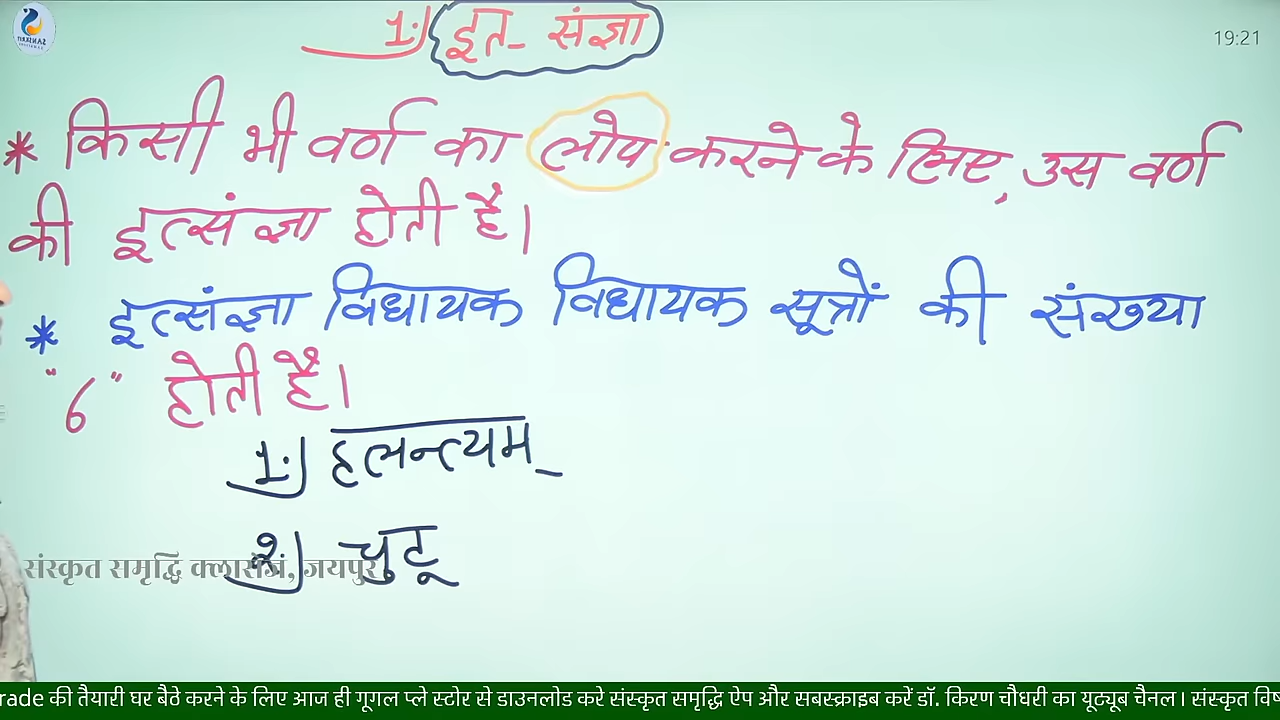 1. इत- संज्ञा
19:21
* किसी भी वर्ण का लोप करने के लिए, उस वर्ण
की इत्संज्ञा होती है।
* इत्संज्ञा विधायक विधायक सूत्रों की संख्या
"6" होती है।
1. हलन्त्यम्
2. चुटू
संस्कृत समृद्धि क्लासेज, जयपुर
rade की तैयारी घर बैठे करने के लिए आज ही गूगल प्ले स्टोर से डाउनलोड करे संस्कृत समृद्धि ऐप और सबस्क्राइब करें डॉ. किरण चौधरी का यूट्यूब चैनल । संस्कृत विष